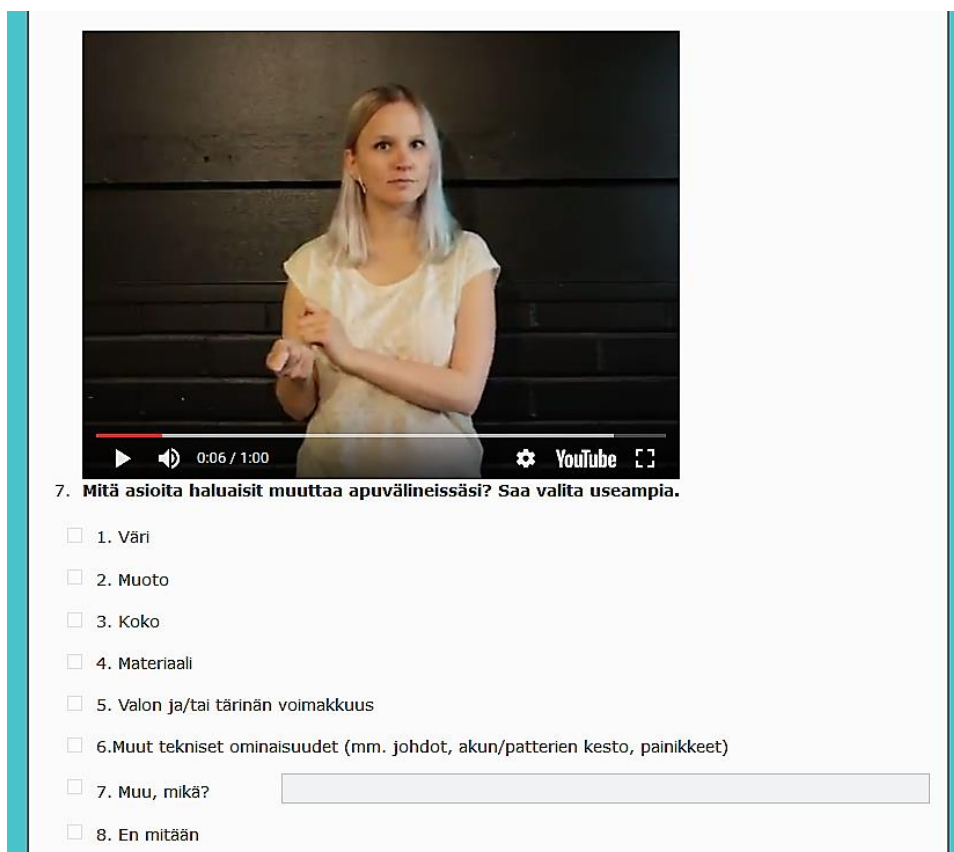 0:06 / 1:00 YouTube
7. Mitä asioita haluaisit muuttaa apuvälineissäsi? Saa valita useampia.
1. Väri
2. Muoto
3. Koko
4. Materiaali
5. Valon ja/tai tärinän voimakkuus
6.Muut tekniset ominaisuudet (mm. johdot, akun/patterien kesto, painikkeet)
7. Muu, mikä?
8. En mitään